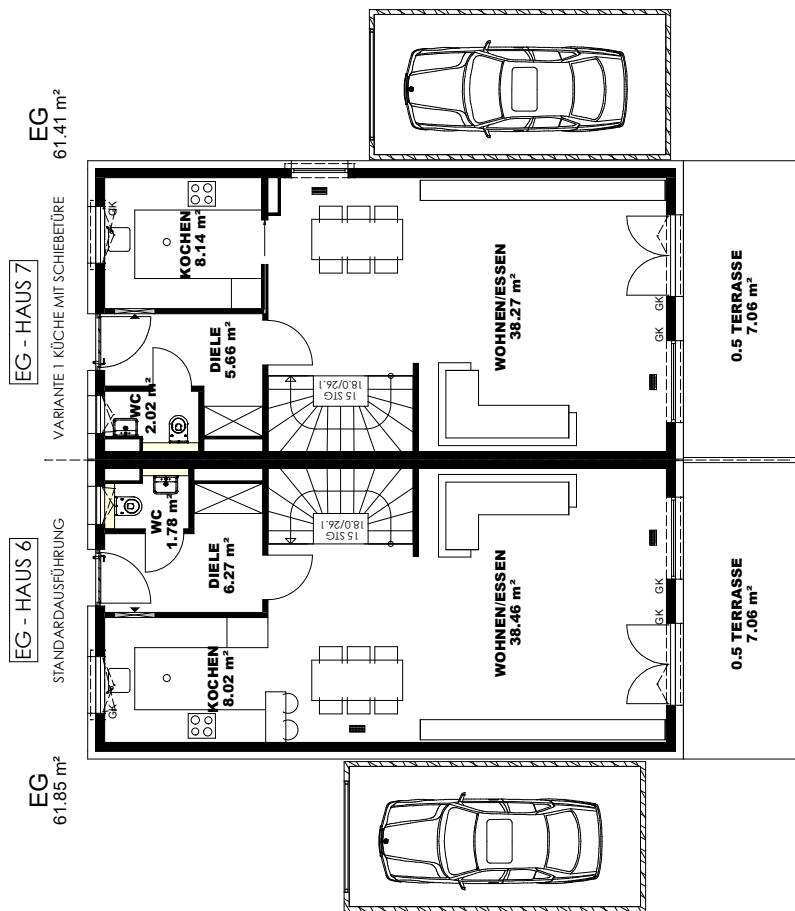 EG
61.41 m²
EG - HAUS 7
VARIANTE 1 KÜCHE MIT SCHIEBETÜRE
GK
KOCHEN
8.14 m²
DIELE
5.66 m²
WC
2.02 m²
15 STG
18.0/26.1
WOHNEN/ESSEN
38.27 m²
GK
GK
0.5 TERRASSE
7.06 m²
EG - HAUS 6
STANDARDAUSFÜHRUNG
WC
1.78 m²
DIELE
6.27 m²
KOCHEN
8.02 m²
GK
15 STG
18.0/26.1
WOHNEN/ESSEN
38.46 m²
GK
GK
0.5 TERRASSE
7.06 m²
EG
61.85 m²